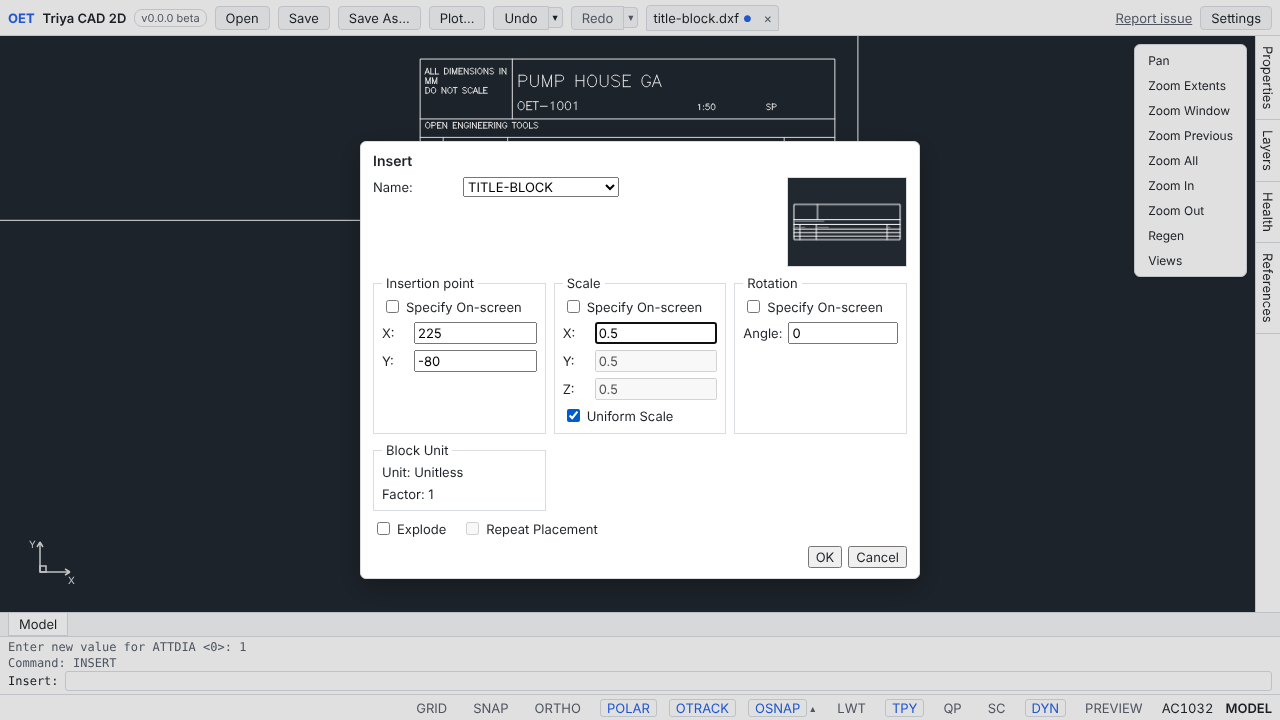 OET Triya CAD 2D v0.0.0 beta Open Save Save As... Plot... Undo ▾ Redo ▾ title-block.dxf ● × Report issue Settings
ALL DIMENSIONS IN
MM
DO NOT SCALE
PUMP HOUSE GA
OET-1001 1:50 SP
OPEN ENGINEERING TOOLS
Pan
Zoom Extents
Zoom Window
Zoom Previous
Zoom All
Zoom In
Zoom Out
Regen
Views
Properties
Layers
Health
References
Insert
Name: TITLE-BLOCK
Insertion point
Specify On-screen
X: 225
Y: -80
Scale
Specify On-screen
X: 0.5
Y: 0.5
Z: 0.5
Uniform Scale
Rotation
Specify On-screen
Angle: 0
Block Unit
Unit: Unitless
Factor: 1
Explode Repeat Placement
OK Cancel
Y
X
Model
Enter new value for ATTDIA <0>: 1
Command: INSERT
Insert:
GRID SNAP ORTHO POLAR OTRACK OSNAP ▴ LWT TPY QP SC DYN PREVIEW AC1032 MODEL